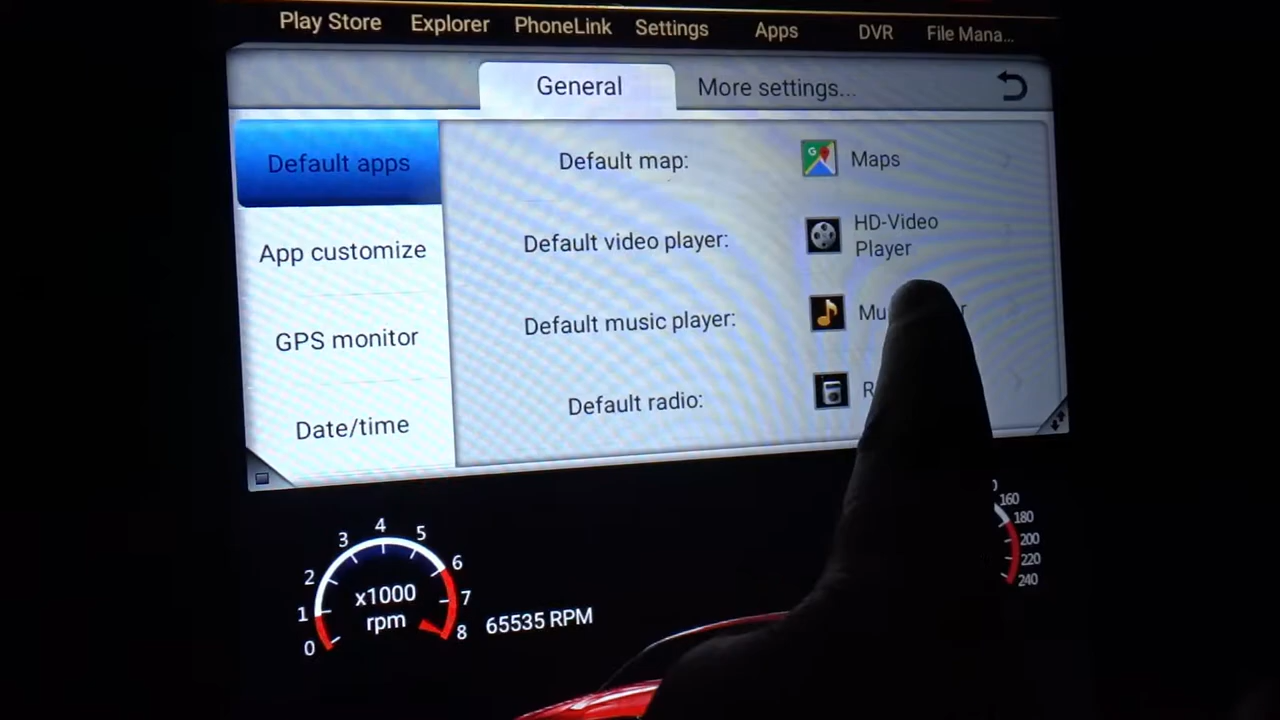 Play Store Explorer PhoneLink Settings Apps DVR File Mana...
General More settings...
Default apps
App customize
GPS monitor
Date/time
Default map: Maps
Default video player: HD-Video
Player
Default music player:
Default radio:
0
1
2
3
4
5
6
7
8
x1000
rpm
65535 RPM
160
180
200
220
240